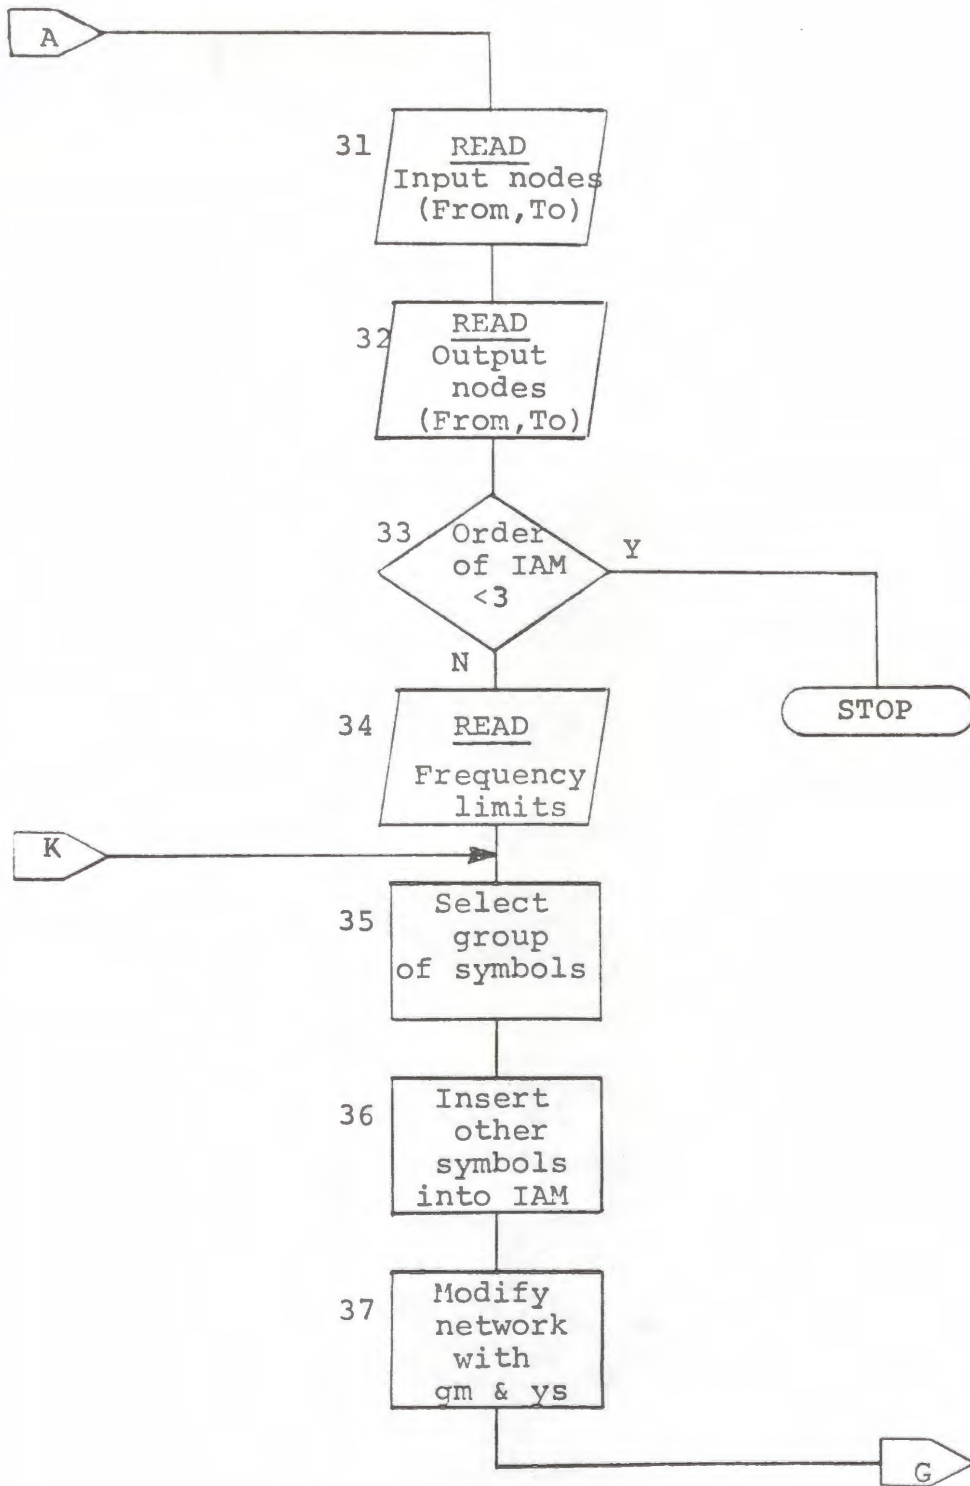 A
31
READ
Input nodes
(From,To)
32
READ
Output
nodes
(From,To)
33
Order
of IAM
<3
Y
N
STOP
34
READ
Frequency
limits
K
35
Select
group
of symbols
36
Insert
other
symbols
into IAM
37
Modify
network
with
gm & ys
G